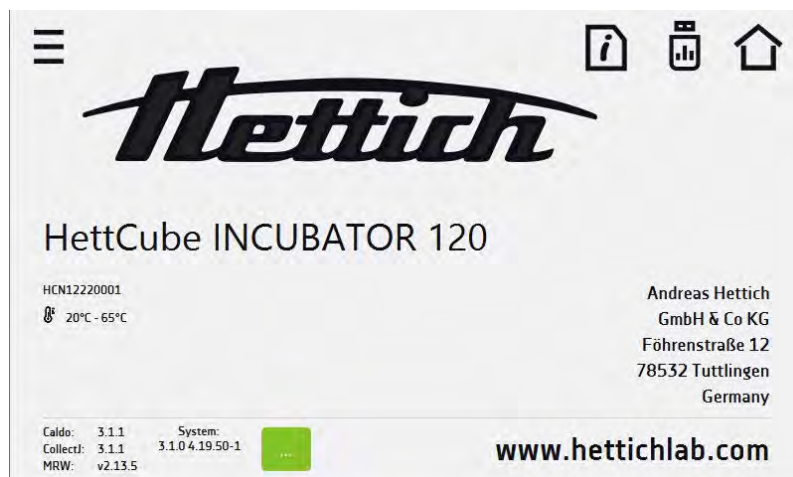 Hettich
HettCube INCUBATOR 120
HCN12220001
20°C - 65°C
Andreas Hettich
GmbH & Co KG
Föhrenstraße 12
78532 Tuttlingen
Germany
Caldo: 3.1.1
CollectJ: 3.1.1
MRW: v2.13.5
System:
3.1.0 4.19.50-1
...
www.hettichlab.com